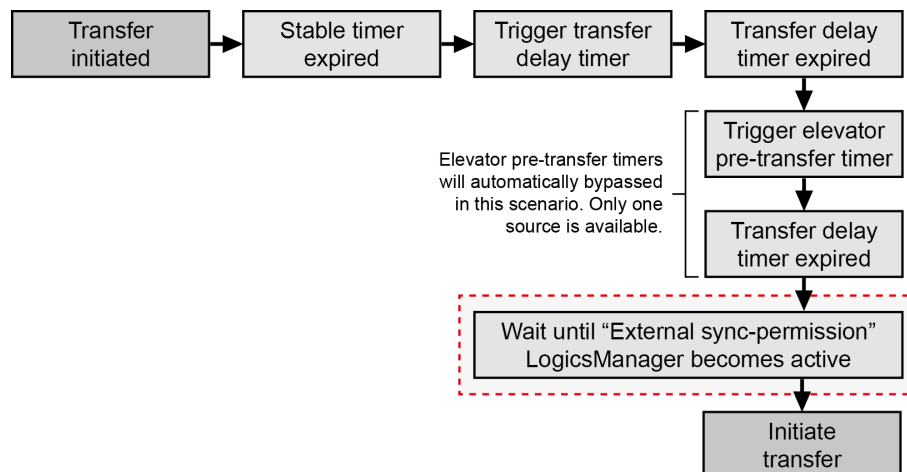 Transfer
initiated
Stable timer
expired
Trigger transfer
delay timer
Transfer delay
timer expired
Trigger elevator
pre-transfer timer
Elevator pre-transfer timers
will automatically bypassed
in this scenario. Only one
source is available.
Transfer delay
timer expired
Wait until “External sync-permission”
LogicsManager becomes active
Initiate
transfer